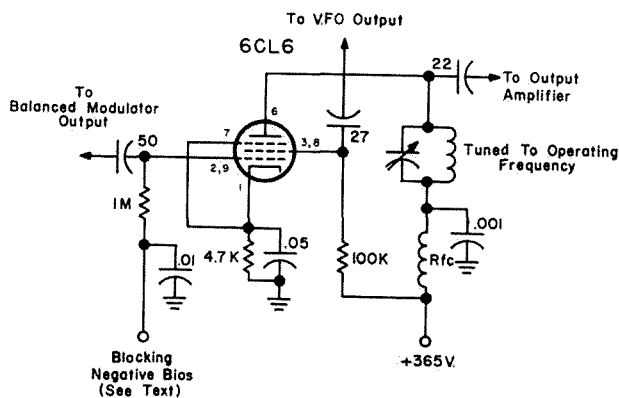 To V.FO Output
6CL6
22
To Output
Amplifier
To
Balanced Modulator
Output
50
7
6
2,9
3,8
1
27
Tuned To Operating
Frequency
1M
.01
4.7K
.05
100K
Rfc
.001
Blocking
Negative Bias
(See Text)
+365V.